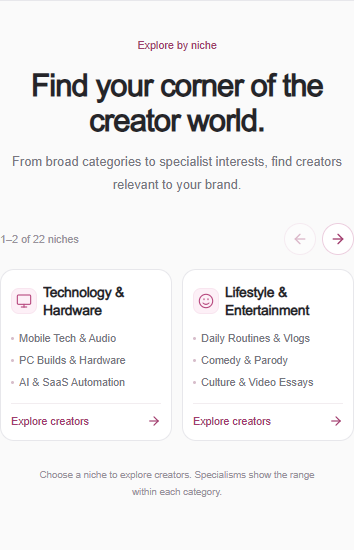 Explore by niche
Find your corner of the
creator world.
From broad categories to specialist interests, find creators
relevant to your brand.
1–2 of 22 niches
Technology &
Hardware
• Mobile Tech & Audio
• PC Builds & Hardware
• AI & SaaS Automation
Explore creators →
Lifestyle &
Entertainment
• Daily Routines & Vlogs
• Comedy & Parody
• Culture & Video Essays
Explore creators →
Choose a niche to explore creators. Specialisms show the range
within each category.